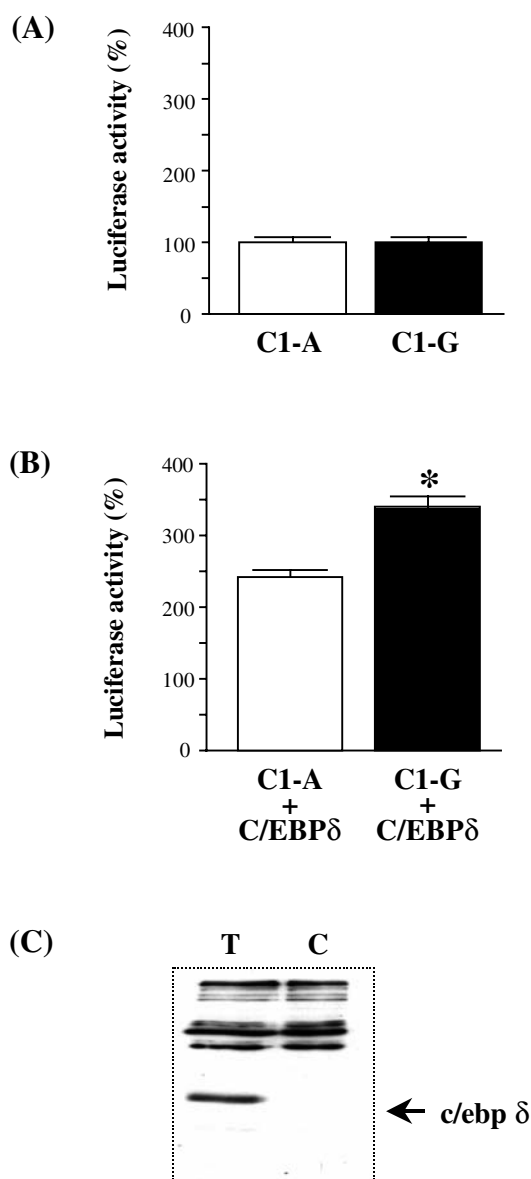 (A)
Luciferase activity (%)
400
300
200
100
0
C1-A C1-G
(B)
Luciferase activity (%)
400
300
200
100
0
*
C1-A C1-G
+ +
C/EBPδ C/EBPδ
(C)
T C
c/ebp δ